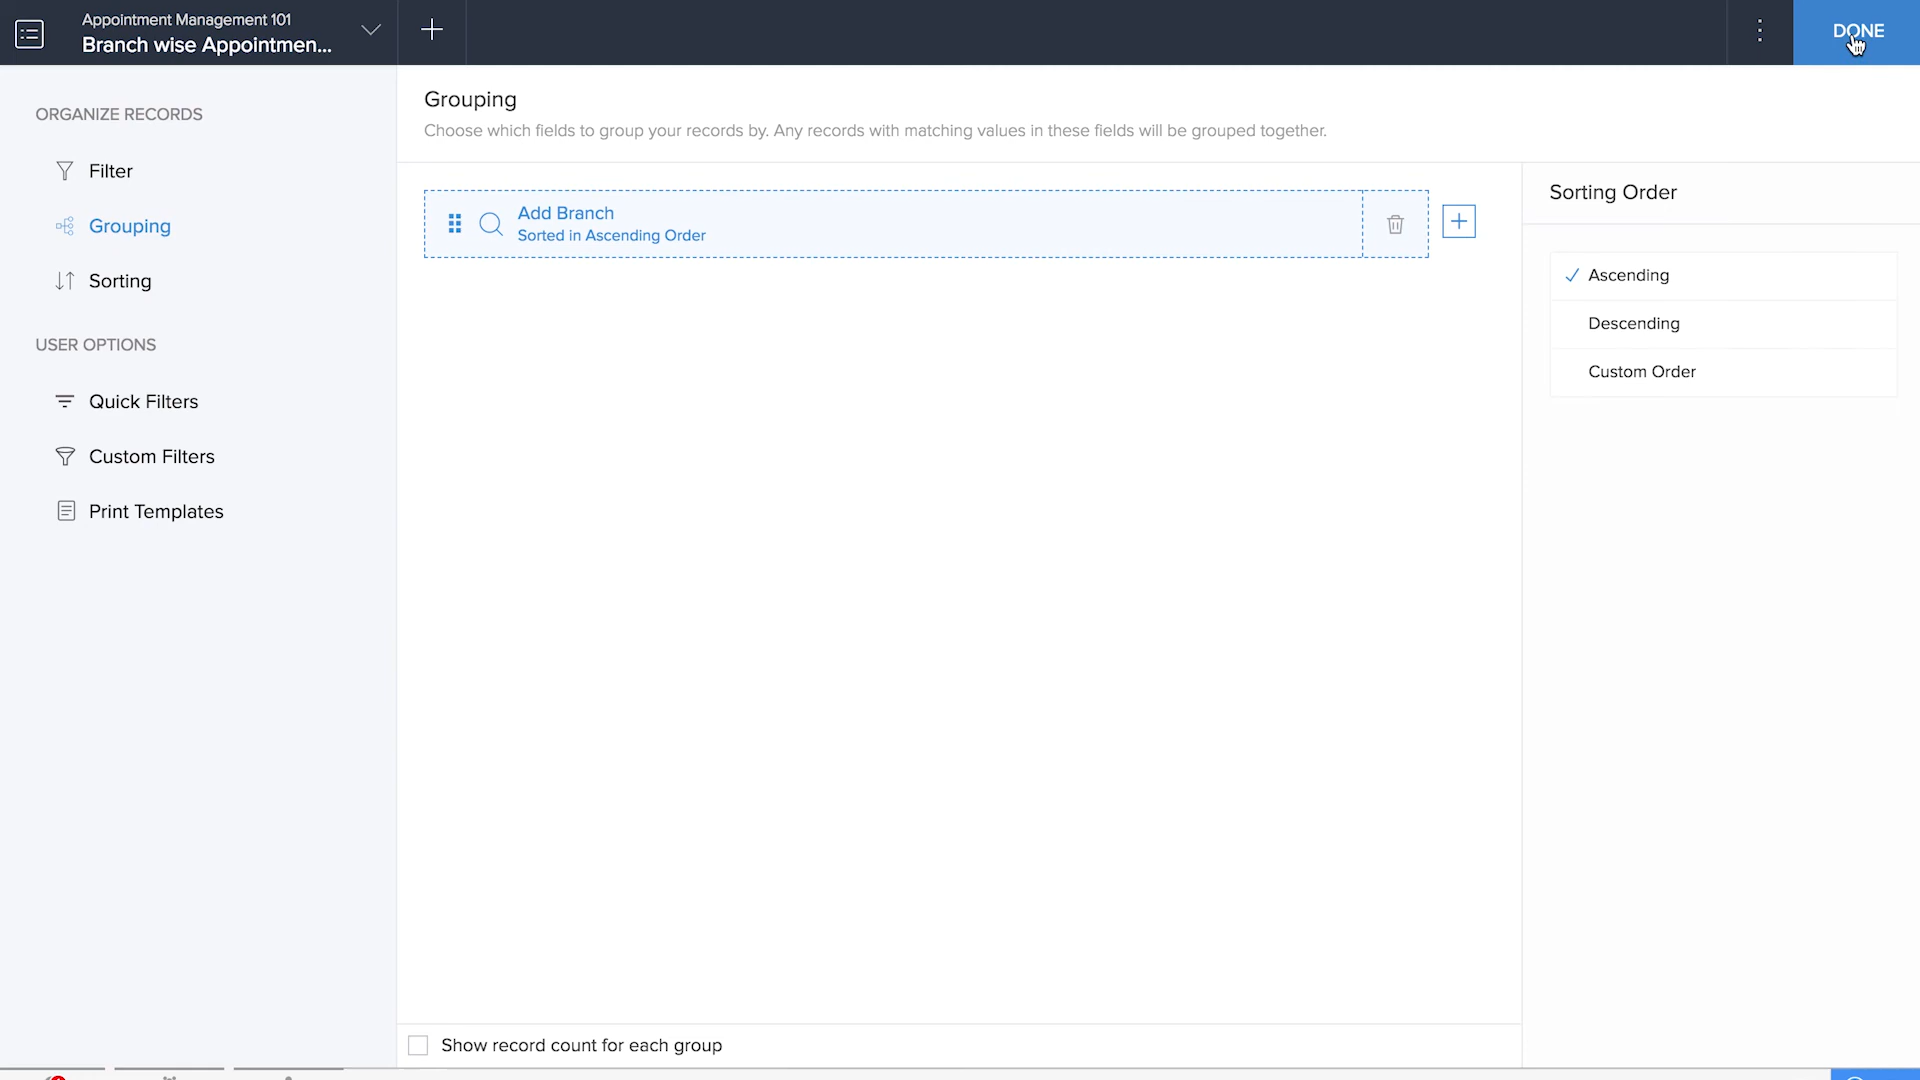 Appointment Management 101
Branch wise Appointmen...
DONE
ORGANIZE RECORDS
Filter
Grouping
Sorting
USER OPTIONS
Quick Filters
Custom Filters
Print Templates
Grouping
Choose which fields to group your records by. Any records with matching values in these fields will be grouped together.
Add Branch
Sorted in Ascending Order
Sorting Order
Ascending
Descending
Custom Order
Show record count for each group